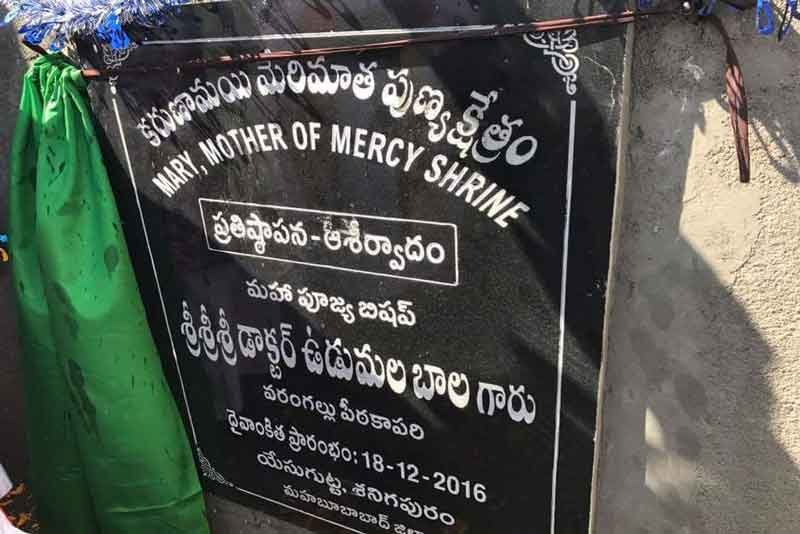 కరుణామయి మేరిమాత పుణ్యక్షేత్రం
MARY, MOTHER OF MERCY SHRINE
ప్రతిష్ఠాపన-ఆశీర్వాదం
మహా పూజ్య బిషప్
శ్రీశ్రీశ్రీ డాక్టర్ ఉడుమల బాల గారు
వరంగల్లు పీఠకాపరి
దైవాంకిత ప్రారంభం: 18-12-2016
యేసుగుట్ట, శనిగపురం
మహబూబాబాద్